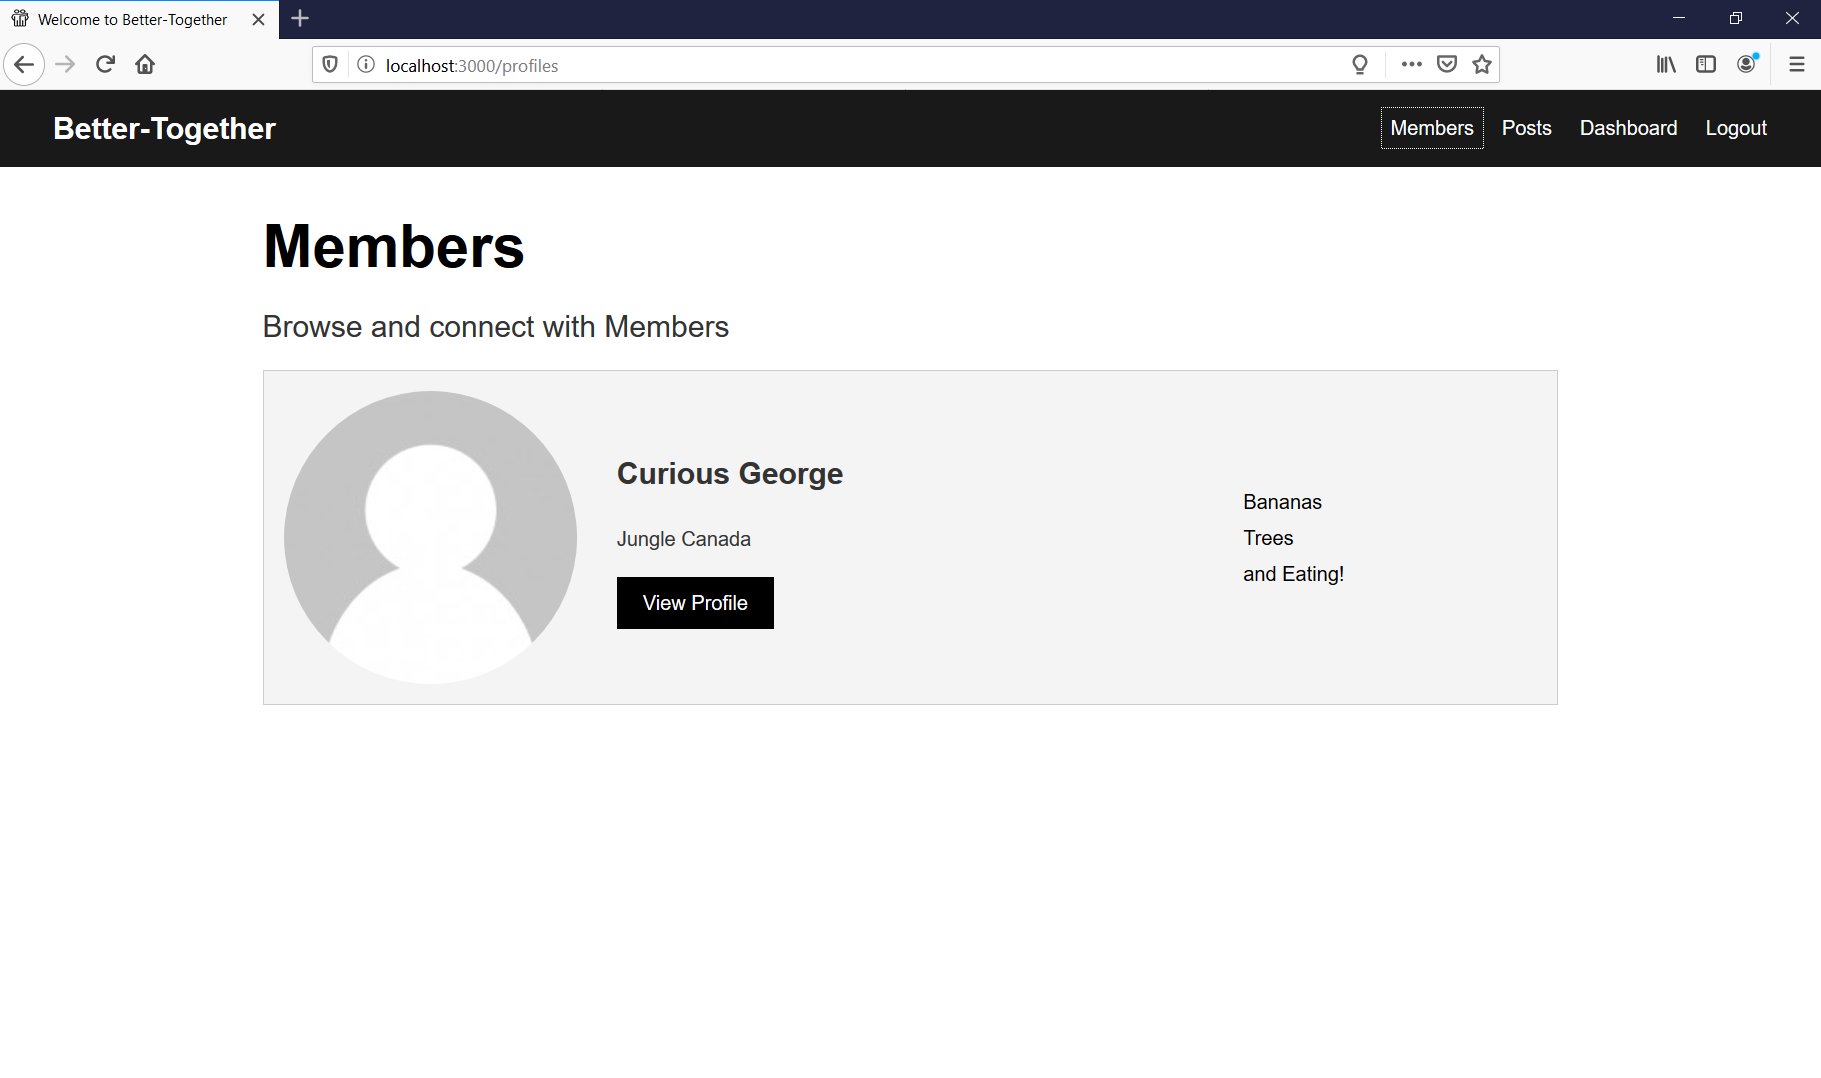 Welcome to Better-Together
localhost:3000/profiles
Better-Together
Members
Posts
Dashboard
Logout
Members
Browse and connect with Members
Curious George
Jungle Canada
View Profile
Bananas
Trees
and Eating!